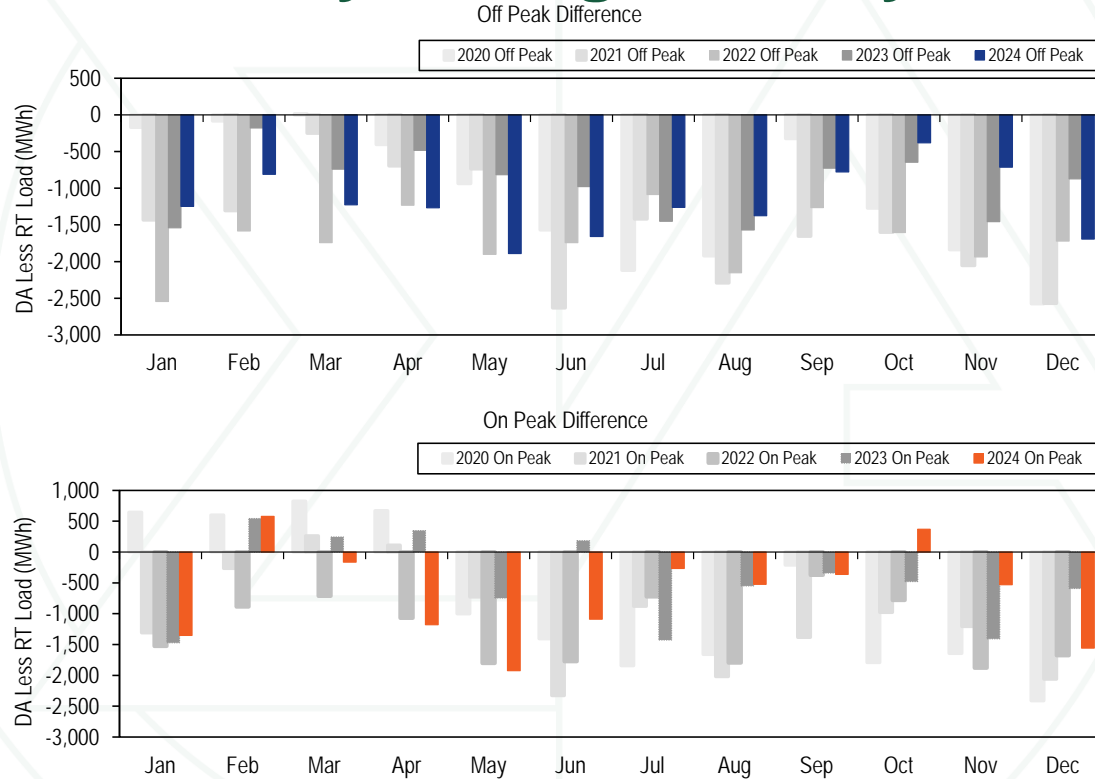 Off Peak Difference
2020 Off Peak 2021 Off Peak 2022 Off Peak 2023 Off Peak 2024 Off Peak
DA Less RT Load (MWh)
500
0
-500
-1,000
-1,500
-2,000
-2,500
-3,000
Jan Feb Mar Apr May Jun Jul Aug Sep Oct Nov Dec
On Peak Difference
2020 On Peak 2021 On Peak 2022 On Peak 2023 On Peak 2024 On Peak
DA Less RT Load (MWh)
1,000
500
0
-500
-1,000
-1,500
-2,000
-2,500
-3,000
Jan Feb Mar Apr May Jun Jul Aug Sep Oct Nov Dec